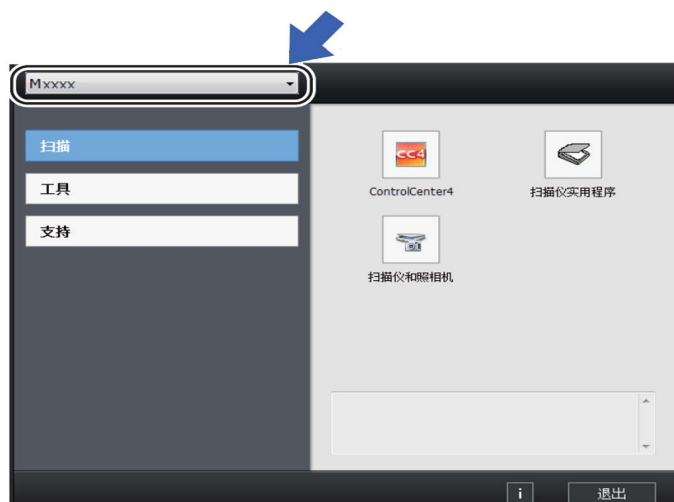 Mxxxx
扫描
工具
支持
CC4
ControlCenter4
扫描仪实用程序
扫描仪和照相机
i
退出